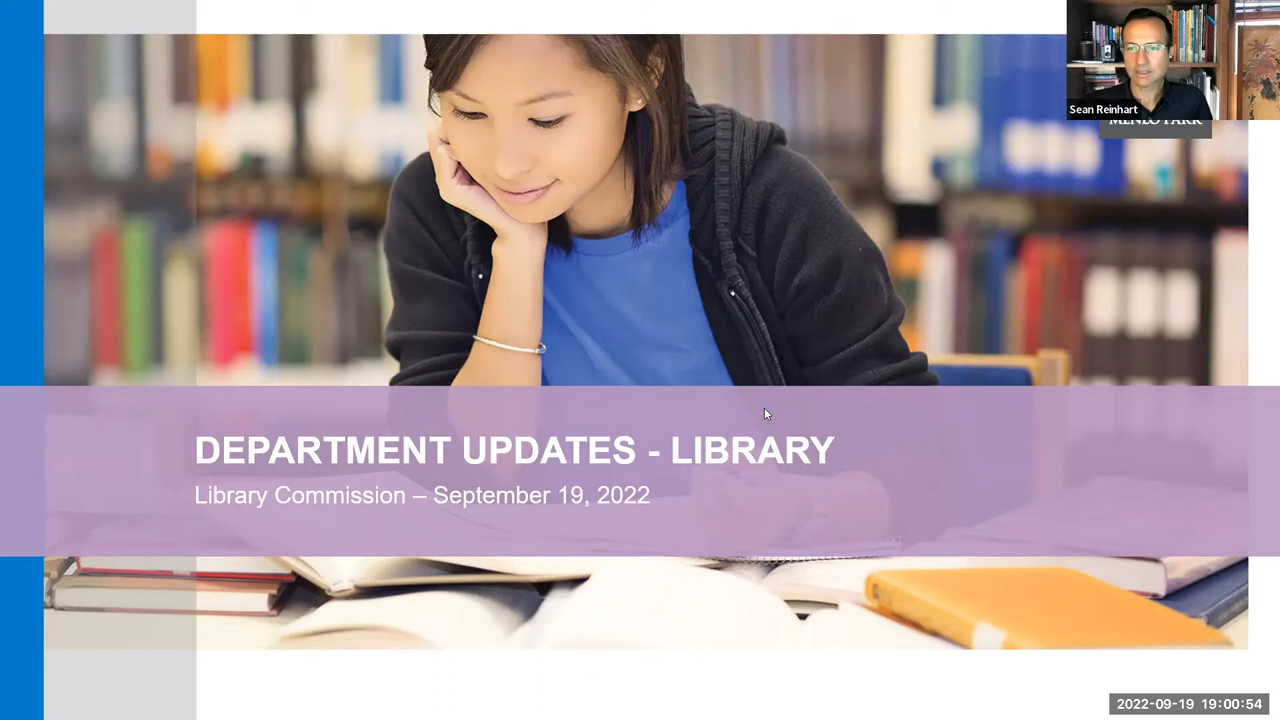 Sean Reinhart
DEPARTMENT UPDATES - LIBRARY
Library Commission – September 19, 2022
2022-09-19 19:00:54